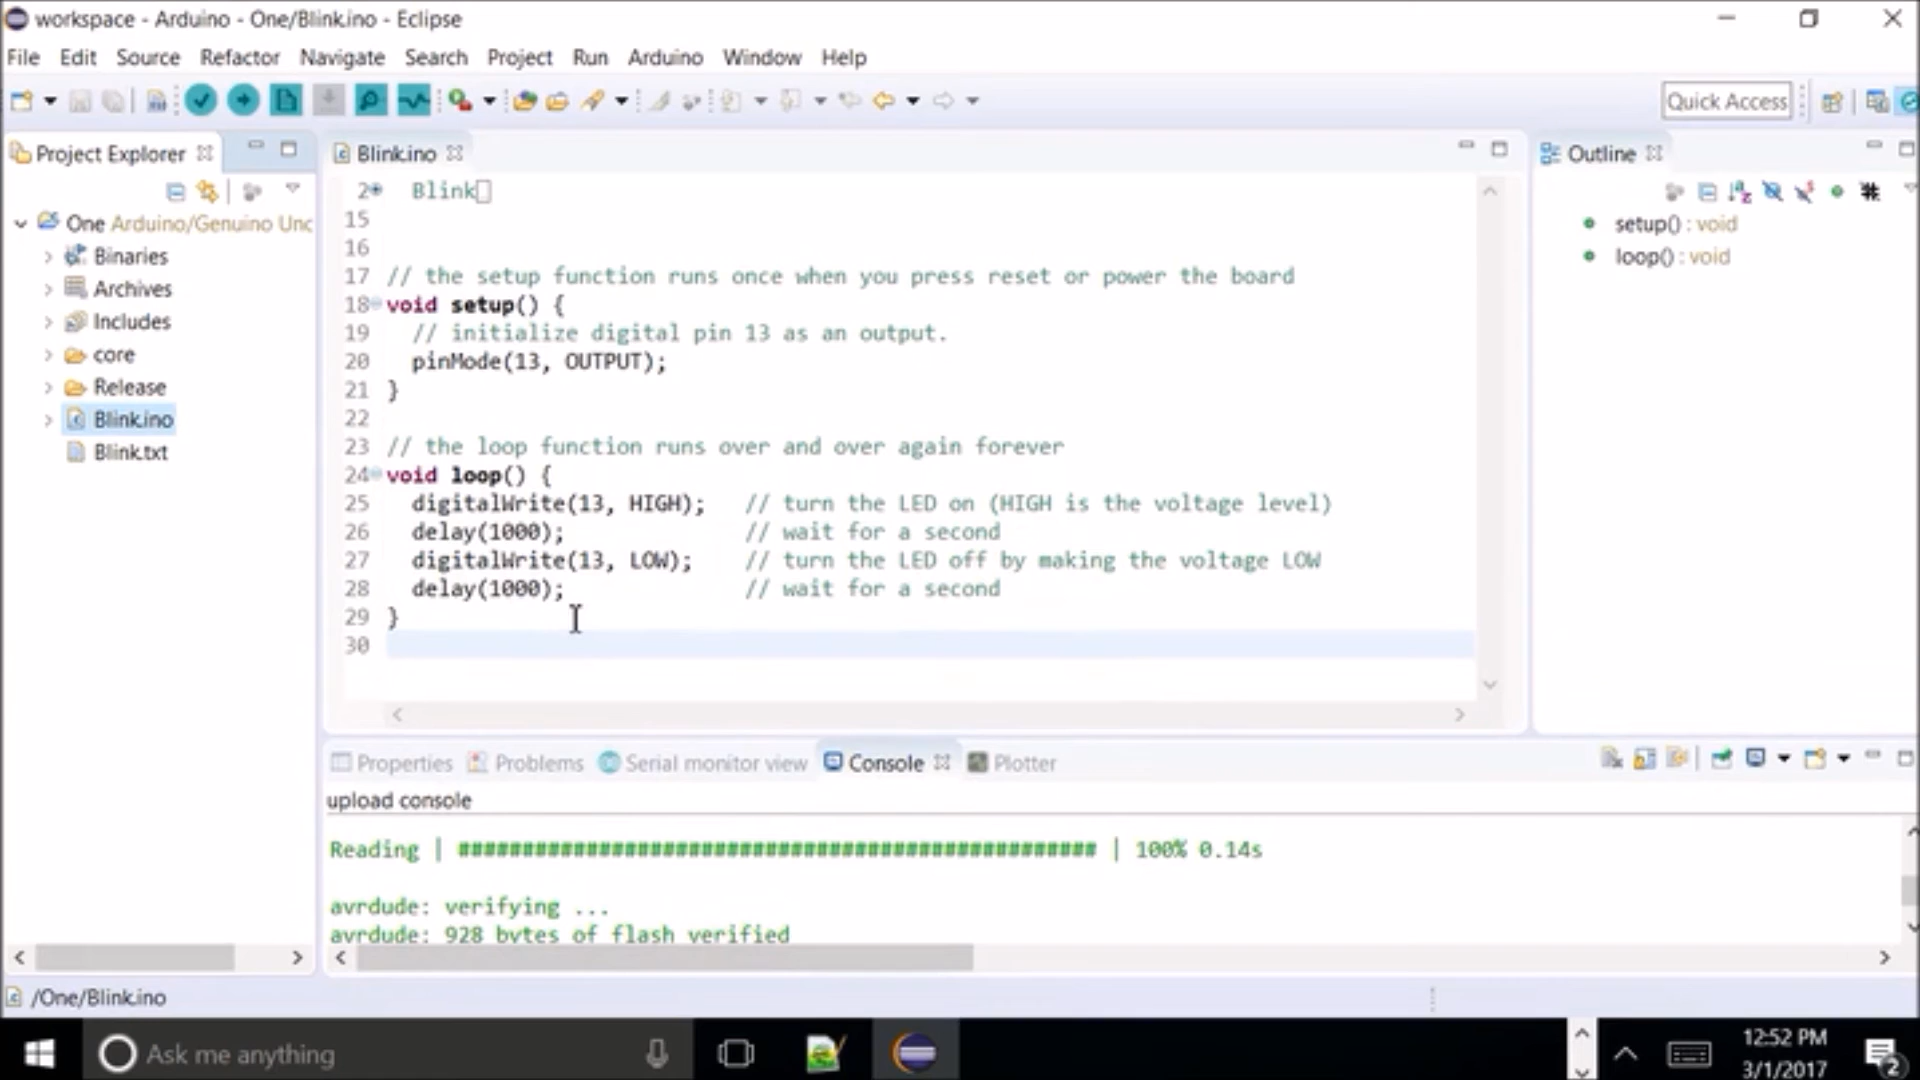 workspace - Arduino - One/Blink.ino - Eclipse
File Edit Source Refactor Navigate Search Project Run Arduino Window Help
Quick Access
Project Explorer
One Arduino/Genuino Unc
Binaries
Archives
Includes
core
Release
Blink.ino
Blink.txt
Blink.ino
2 Blink
15
16
17 // the setup function runs once when you press reset or power the board
18 void setup() {
19 // initialize digital pin 13 as an output.
20 pinMode(13, OUTPUT);
21 }
22
23 // the loop function runs over and over again forever
24 void loop() {
25 digitalWrite(13, HIGH); // turn the LED on (HIGH is the voltage level)
26 delay(1000); // wait for a second
27 digitalWrite(13, LOW); // turn the LED off by making the voltage LOW
28 delay(1000); // wait for a second
29 }
30
Outline
setup() : void
loop() : void
Properties Problems Serial monitor view Console Plotter
upload console
Reading | ################################################## | 100% 0.14s
avrdude: verifying ...
avrdude: 928 bytes of flash verified
/One/Blink.ino
Ask me anything
12:52 PM
3/1/2017
2